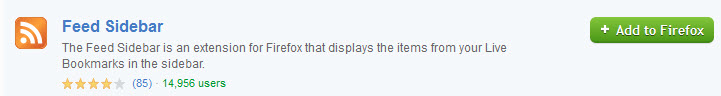 Feed Sidebar
+ Add to Firefox
The Feed Sidebar is an extension for Firefox that displays the items from your Live
Bookmarks in the sidebar.
(85) · 14,956 users